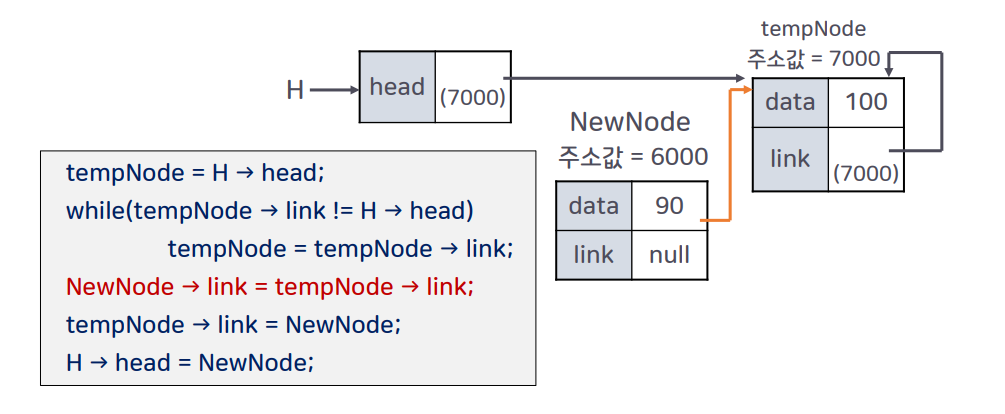 tempNode
주소값 = 7000
H
head
(7000)
data
100
link
(7000)
NewNode
주소값 = 6000
data
90
link
null
tempNode = H → head;
while(tempNode → link != H → head)
tempNode = tempNode → link;
NewNode → link = tempNode → link;
tempNode → link = NewNode;
H → head = NewNode;